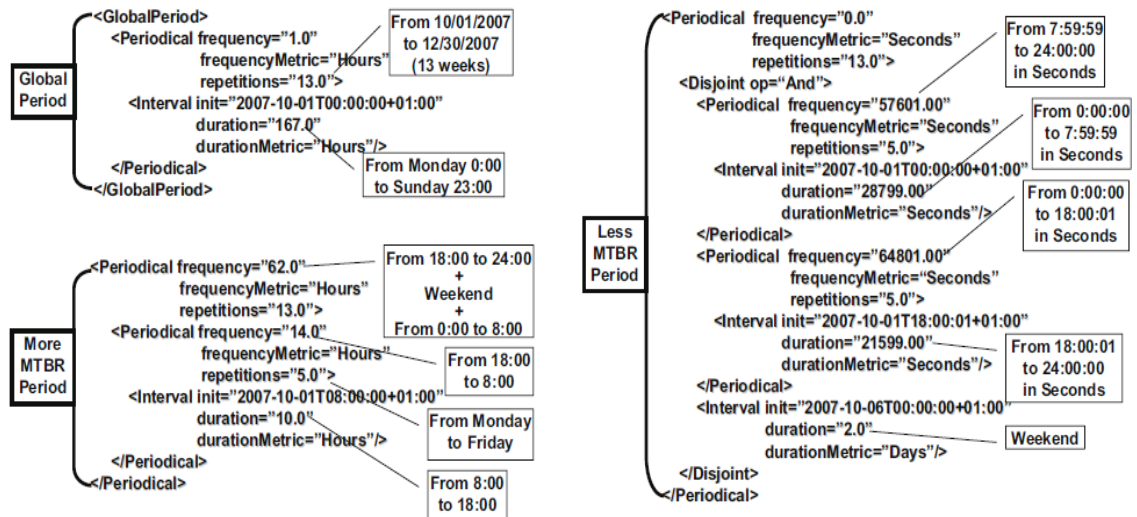 Global
Period
<GlobalPeriod>
<Periodical frequency="1.0"
frequencyMetric="Hours"
repetitions="13.0">
<Interval init="2007-10-01T00:00:00+01:00"
duration="167.0"
durationMetric="Hours"/>
</Periodical>
</GlobalPeriod>
From 10/01/2007
to 12/30/2007
(13 weeks)
From Monday 0:00
to Sunday 23:00
More
MTBR
Period
<Periodical frequency="62.0"
frequencyMetric="Hours"
repetitions="13.0">
<Periodical frequency="14.0"
frequencyMetric="Hours"
repetitions="5.0">
<Interval init="2007-10-01T08:00:00+01:00"
duration="10.0"
durationMetric="Hours"/>
</Periodical>
</Periodical>
From 18:00 to 24:00
+
Weekend
+
From 0:00 to 8:00
From 18:00
to 8:00
From Monday
to Friday
From 8:00
to 18:00
Less
MTBR
Period
<Periodical frequency="0.0"
frequencyMetric="Seconds"
repetitions="13.0">
<Disjoint op="And">
<Periodical frequency="57601.00"
frequencyMetric="Seconds"
repetitions="5.0">
<Interval init="2007-10-01T00:00:00+01:00"
duration="28799.00"
durationMetric="Seconds"/>
</Periodical>
<Periodical frequency="64801.00"
frequencyMetric="Seconds"
repetitions="5.0">
<Interval init="2007-10-01T18:00:01+01:00"
duration="21599.00"
durationMetric="Seconds"/>
</Periodical>
<Interval init="2007-10-06T00:00:00+01:00"
duration="2.0"
durationMetric="Days"/>
</Disjoint>
</Periodical>
From 7:59:59
to 24:00:00
in Seconds
From 0:00:00
to 7:59:59
in Seconds
From 0:00:00
to 18:00:01
in Seconds
From 18:00:01
to 24:00:00
in Seconds
Weekend